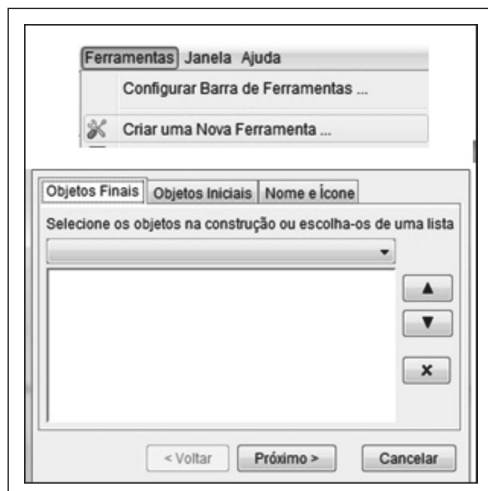 Ferramentas Janela Ajuda
Configurar Barra de Ferramentas ...
Criar uma Nova Ferramenta ...
Objetos Finais Objetos Iniciais Nome e Ícone
Selecione os objetos na construção ou escolha-os de uma lista
< Voltar Próximo > Cancelar